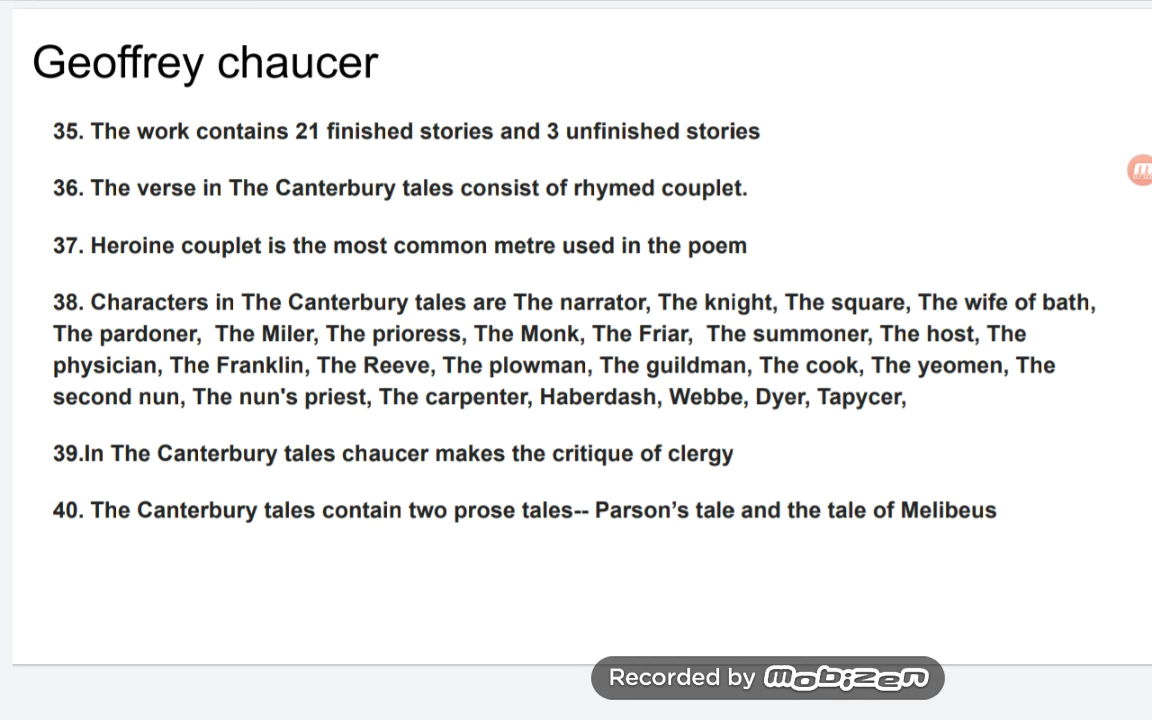 Geoffrey chaucer
35. The work contains 21 finished stories and 3 unfinished stories
36. The verse in The Canterbury tales consist of rhymed couplet.
37. Heroine couplet is the most common metre used in the poem
38. Characters in The Canterbury tales are The narrator, The knight, The square, The wife of bath,
The pardoner, The Miler, The prioress, The Monk, The Friar, The summoner, The host, The
physician, The Franklin, The Reeve, The plowman, The guildman, The cook, The yeomen, The
second nun, The nun's priest, The carpenter, Haberdash, Webbe, Dyer, Tapycer,
39.In The Canterbury tales chaucer makes the critique of clergy
40. The Canterbury tales contain two prose tales-- Parson’s tale and the tale of Melibeus
Recorded by mobizen